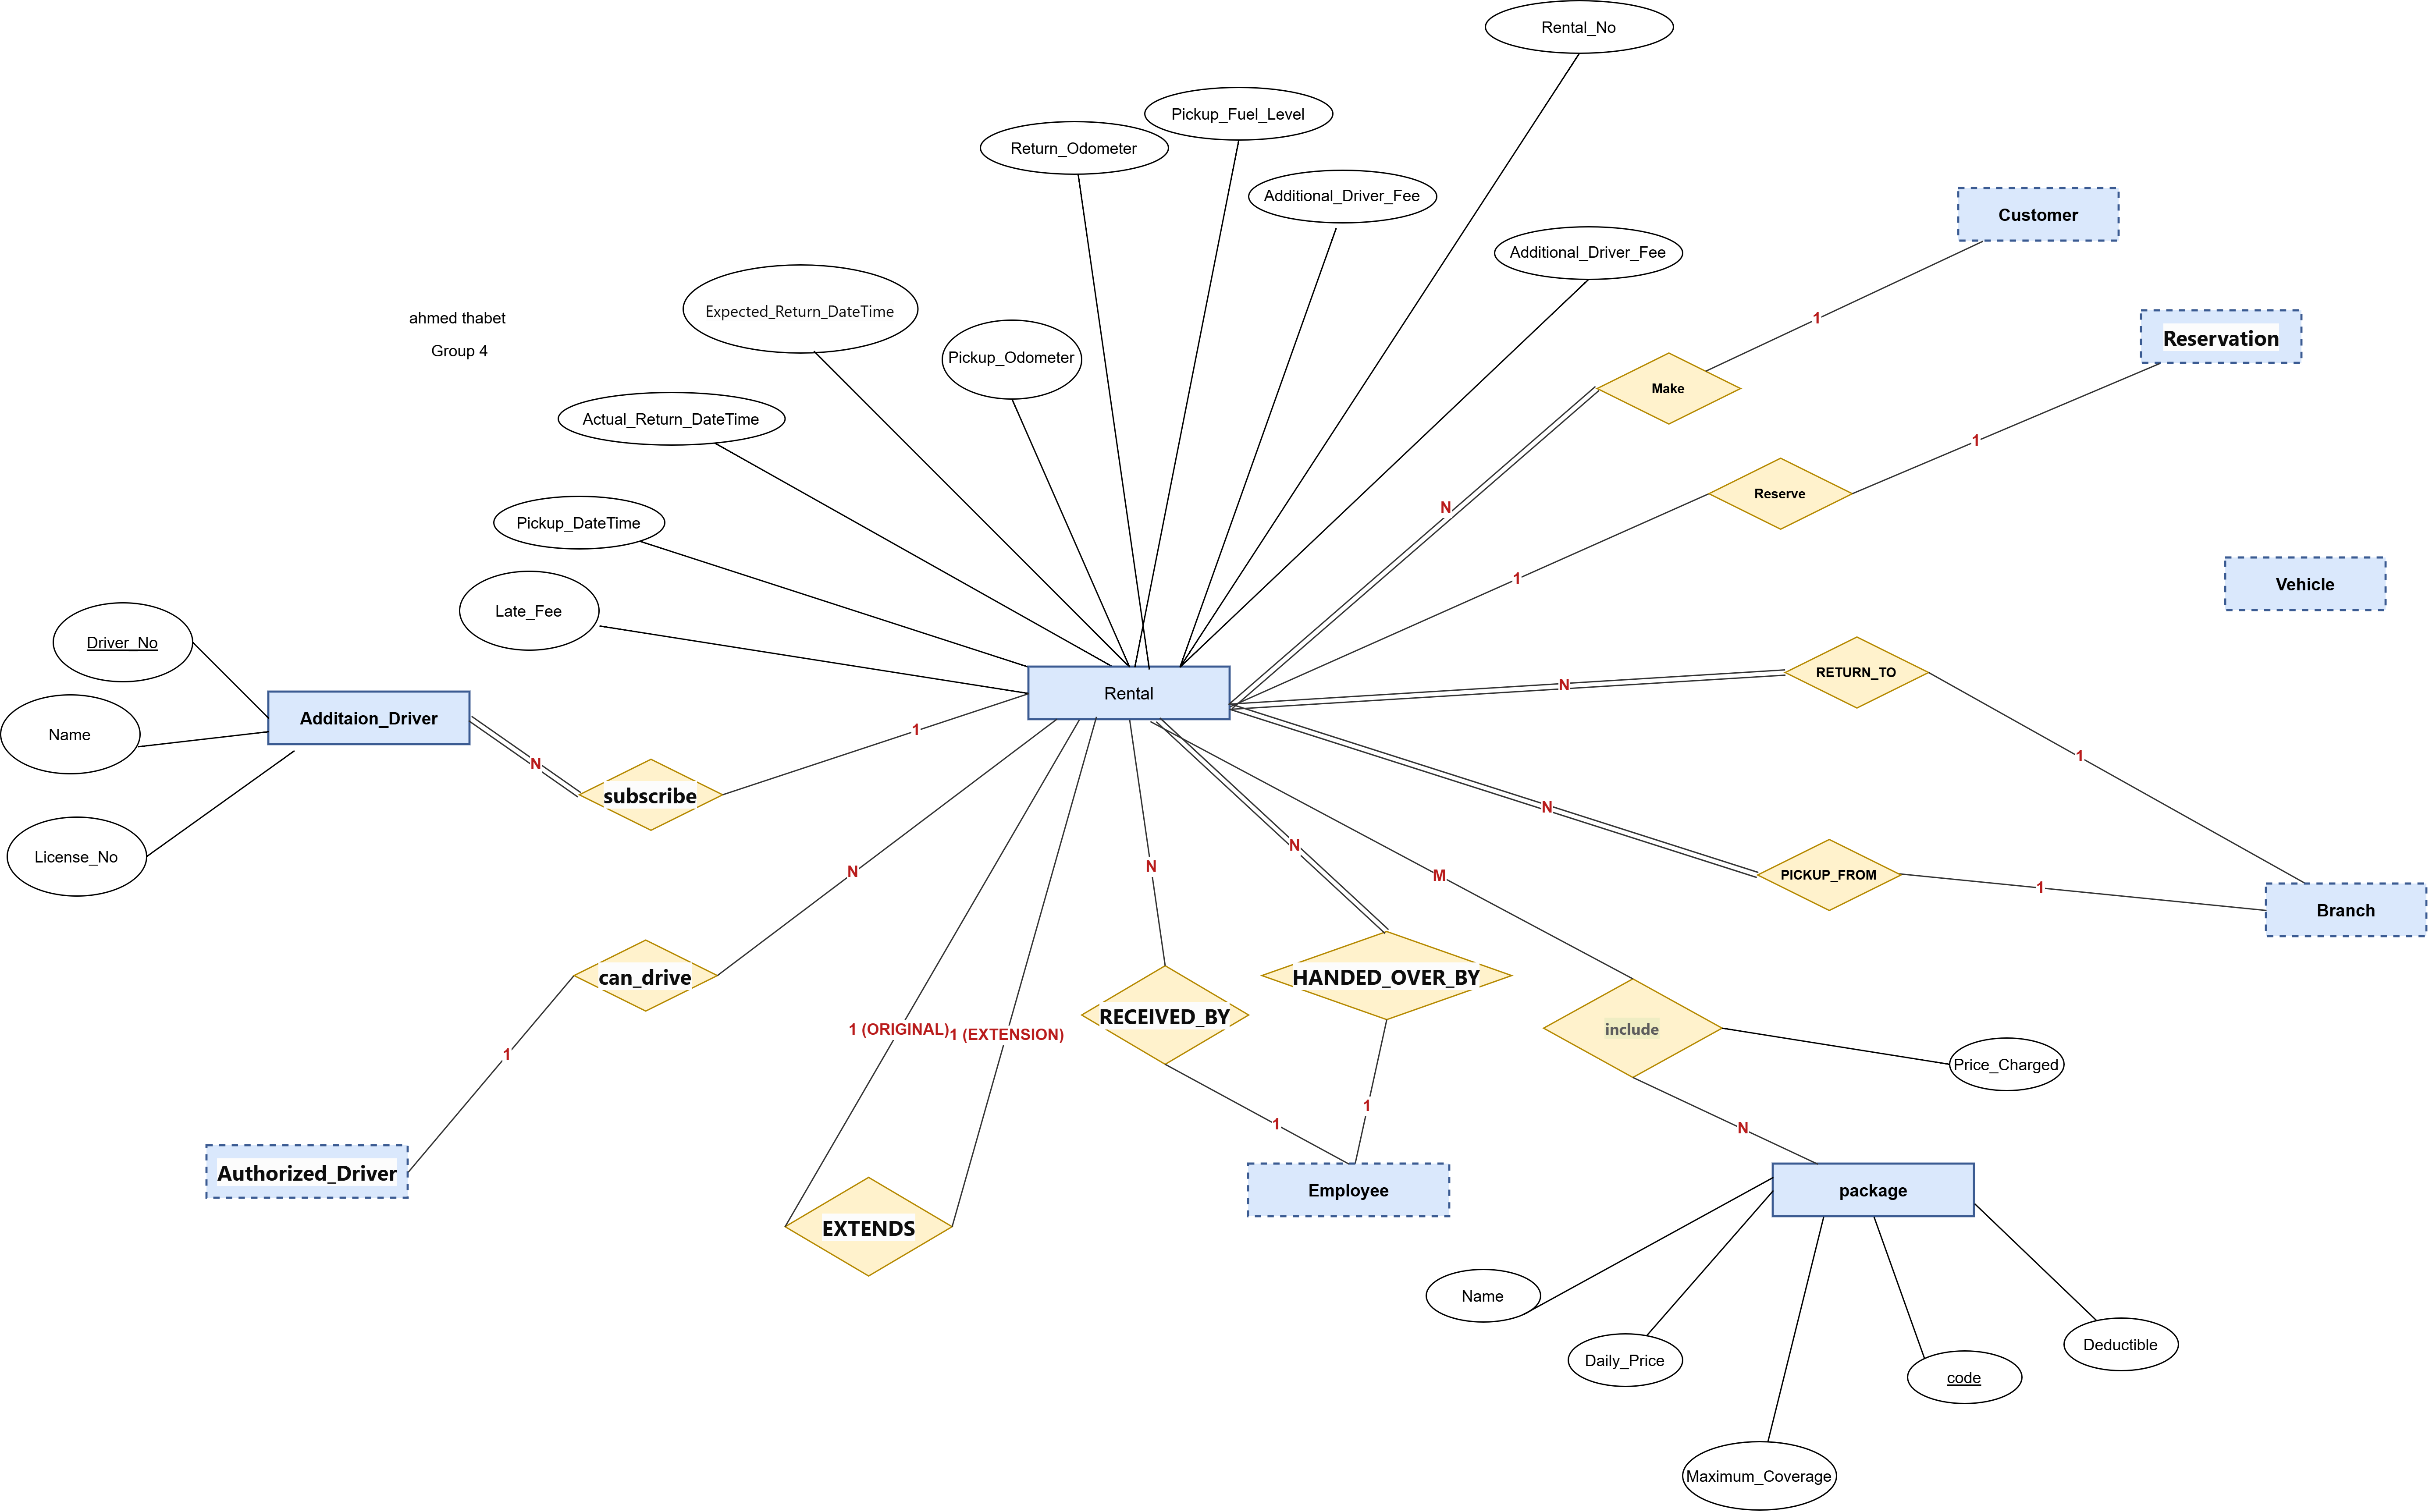 Rental_No
Pickup_Fuel_Level
Return_Odometer
Additional_Driver_Fee
Customer
Additional_Driver_Fee
Expected_Return_DateTime
ahmed thabet
1
Reservation
Group 4
Pickup_Odometer
Make
Actual_Return_DateTime
1
Reserve
N
Pickup_DateTime
1
Vehicle
Late_Fee
Driver_No
RETURN_TO
N
Rental
Additaion_Driver
1
Name
1
N
subscribe
N
N
License_No
N
N
M
PICKUP_FROM
1
Branch
can_drive
HANDED_OVER_BY
RECEIVED_BY
1 (ORIGINAL)
1 (EXTENSION)
include
1
Price_Charged
1
1
N
Authorized_Driver
Employee
package
EXTENDS
Name
Daily_Price
Deductible
code
Maximum_Coverage